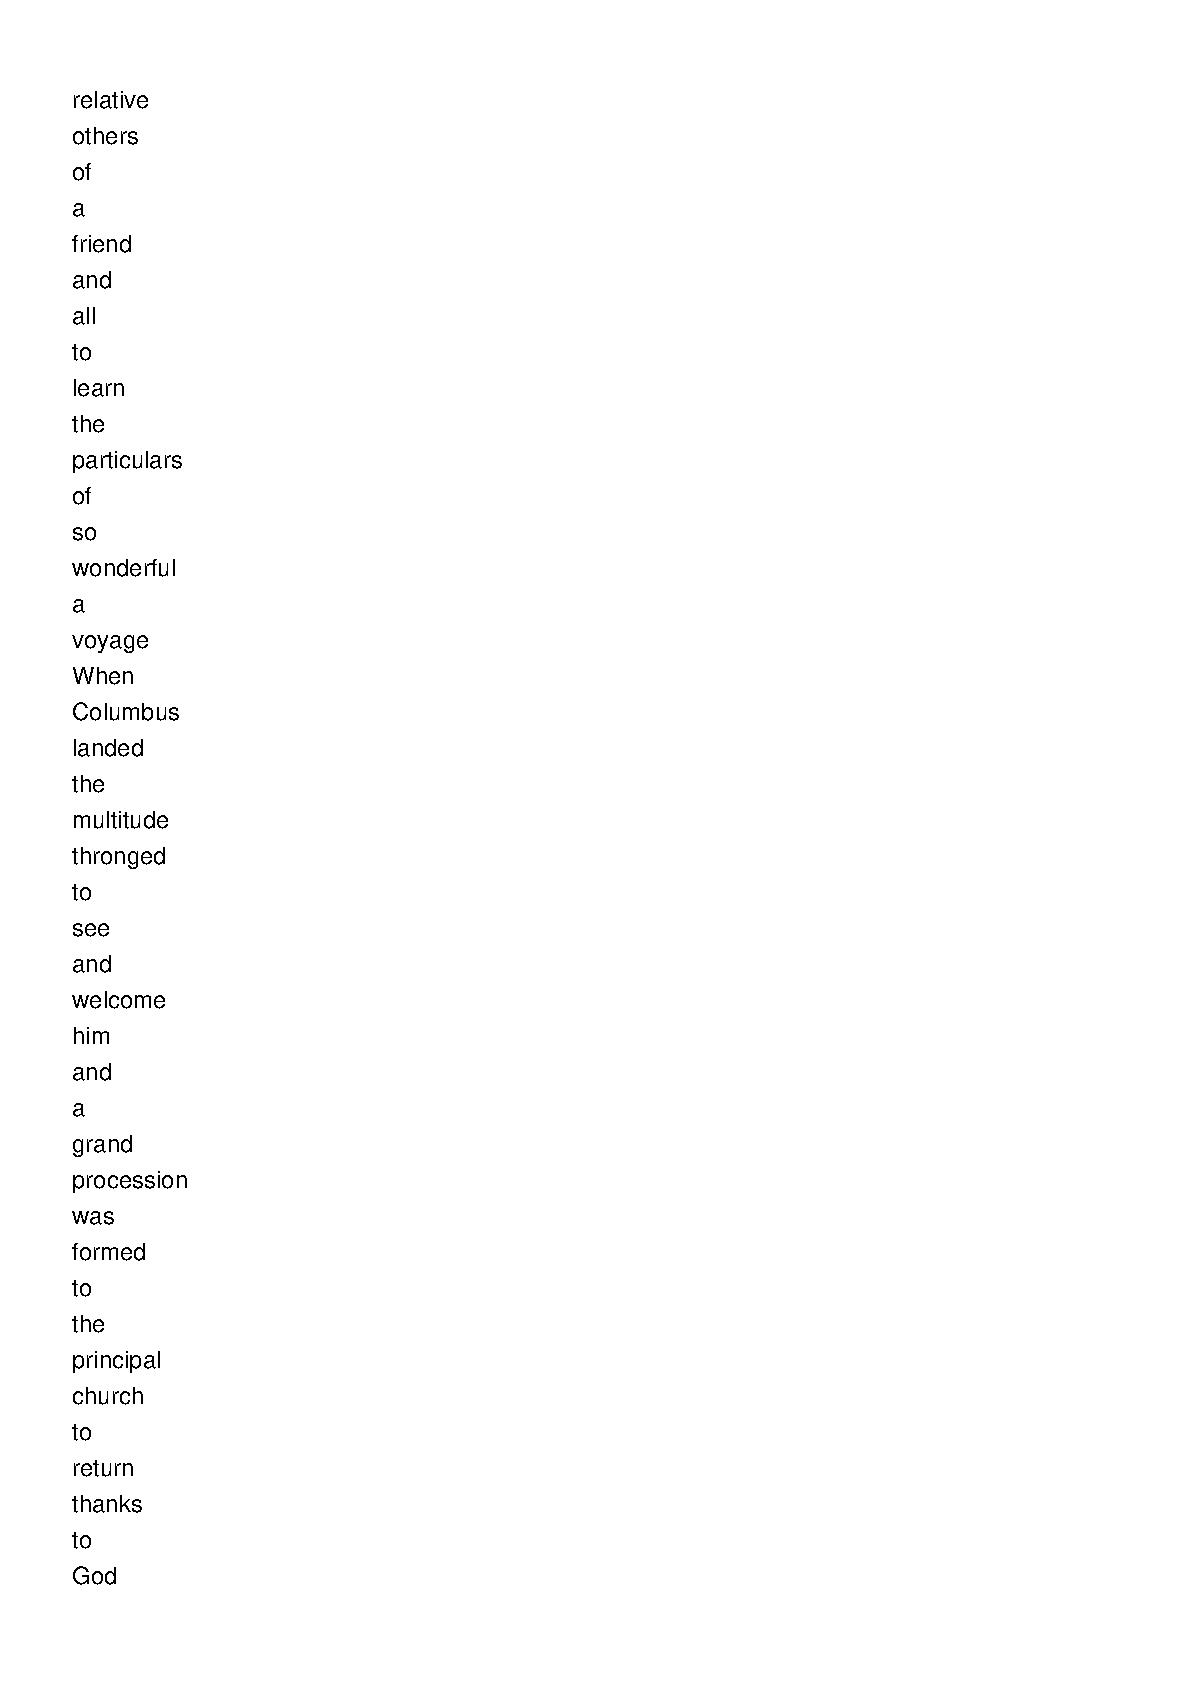 relative
others
of
a
friend
and
all
to
learn
the
particulars
of
so
wonderful
a
voyage
When
Columbus
landed
the
multitude
thronged
to
see
and
welcome
him
and
a
grand
procession
was
formed
to
the
principal
church
to
return
thanks
to
God